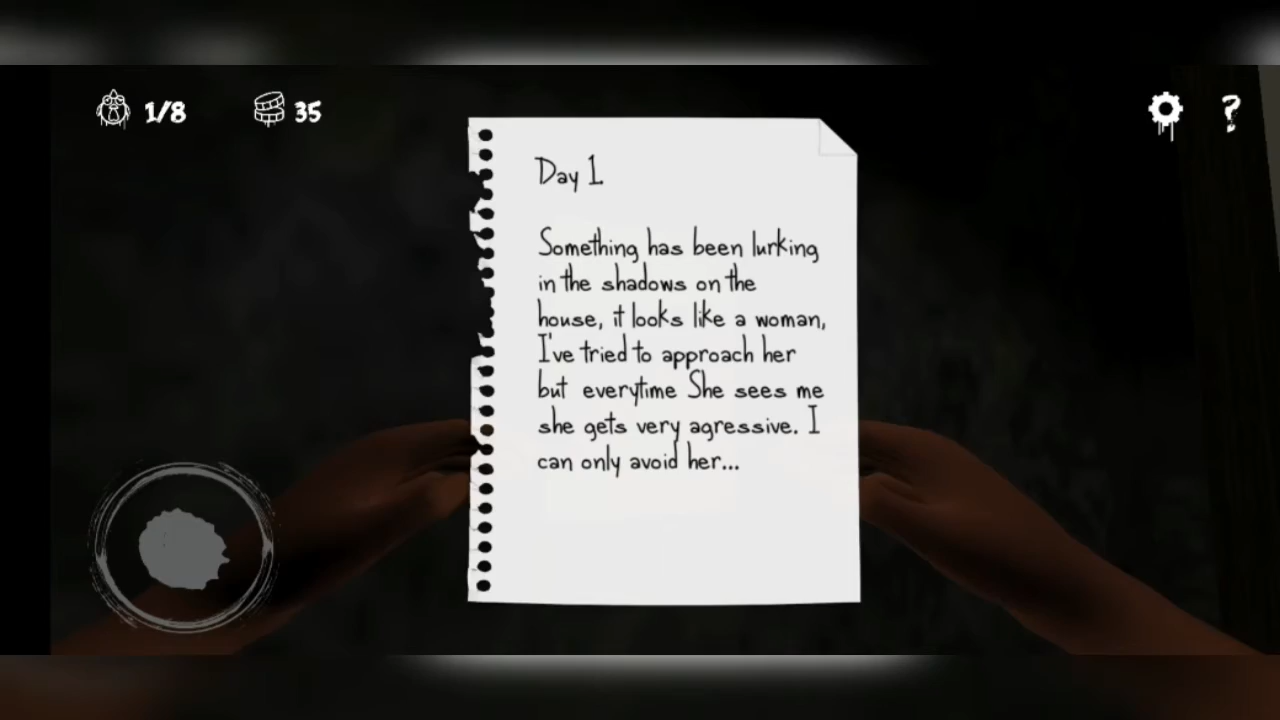 1/8
35
?
Day 1
Something has been lurking
in the shadows on the
house, it looks like a woman,
I've tried to approach her
but everytime She sees me
she gets very agressive. I
can only avoid her...